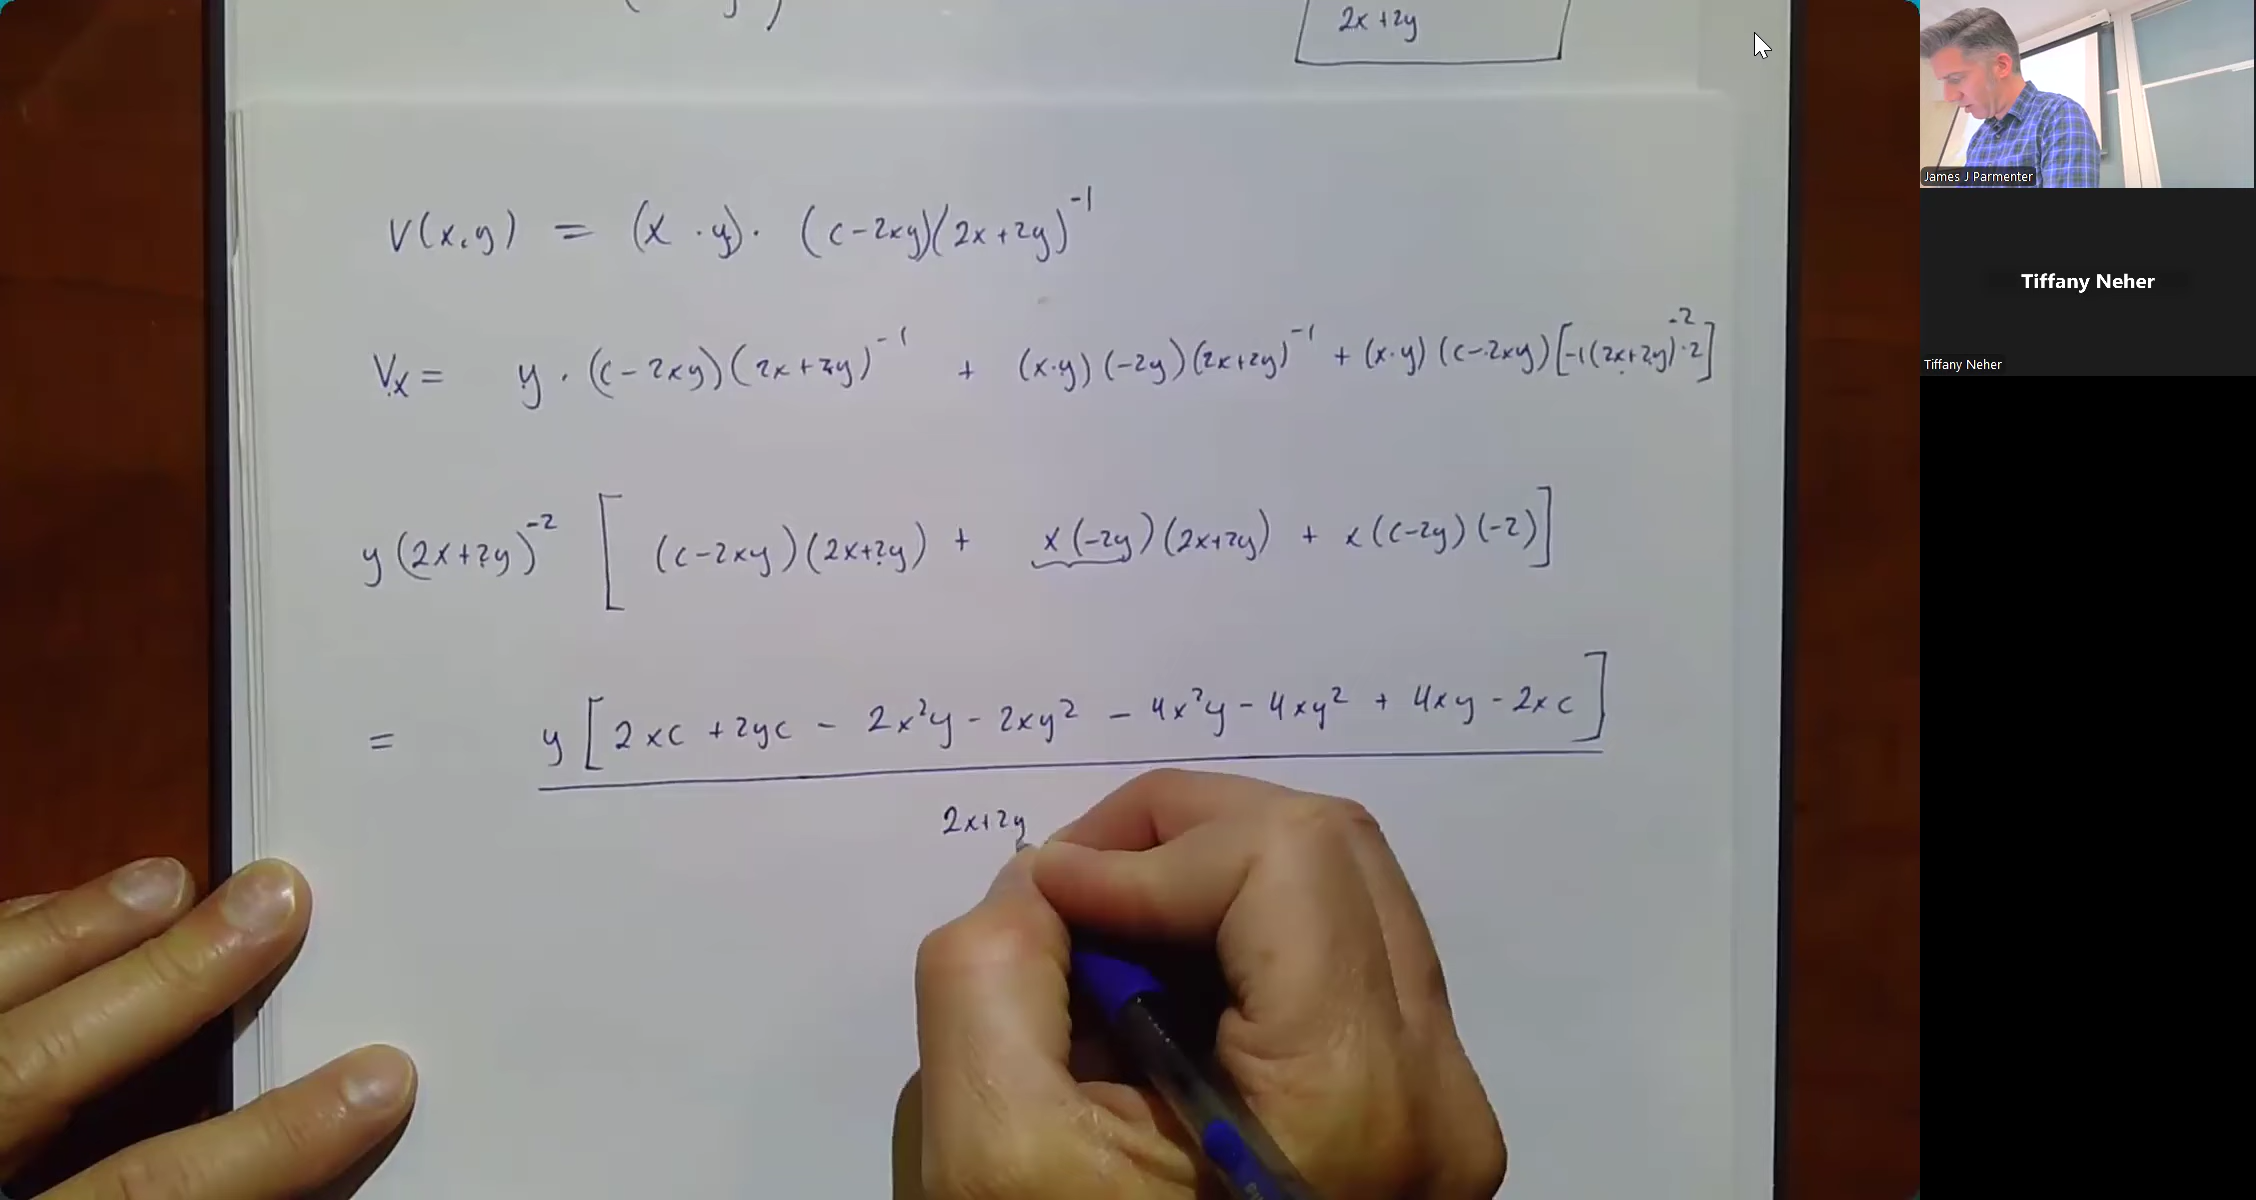 2x + 2y
V(x,y) = (x · y) · (c - 2xy)(2x + 2y)^-1
Vx = y · (c - 2xy)(2x + 2y)^-1 + (x·y)(-2y)(2x+2y)^-1 + (x·y)(c - 2xy)[-1(2x+2y)^-2 · 2]
y(2x+2y)^-2 [(c - 2xy)(2x+2y) + x(-2y)(2x+2y) + x(c-2y)(-2)]
= y[2xc + 2yc - 2x²y - 2xy² - 4x²y - 4xy² + 4xy - 2xc]
2x+2y
James J Parmenter
Tiffany Neher
Tiffany Neher